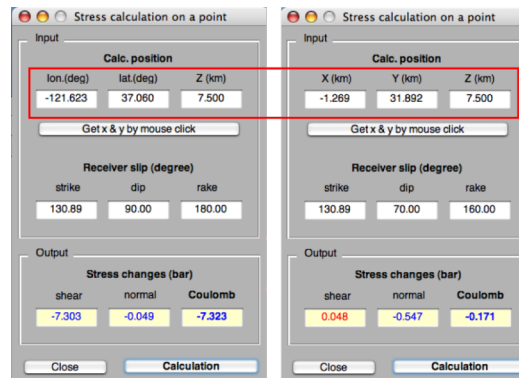 Stress calculation on a point
Input
Calc. position
lon.(deg) lat.(deg) Z (km)
-121.623 37.060 7.500
Get x & y by mouse click
Receiver slip (degree)
strike dip rake
130.89 90.00 180.00
Output
Stress changes (bar)
shear normal Coulomb
-7.303 -0.049 -7.323
Close Calculation
Stress calculation on a point
Input
Calc. position
X (km) Y (km) Z (km)
-1.269 31.892 7.500
Get x & y by mouse click
Receiver slip (degree)
strike dip rake
130.89 70.00 160.00
Output
Stress changes (bar)
shear normal Coulomb
0.048 -0.547 -0.171
Close Calculation